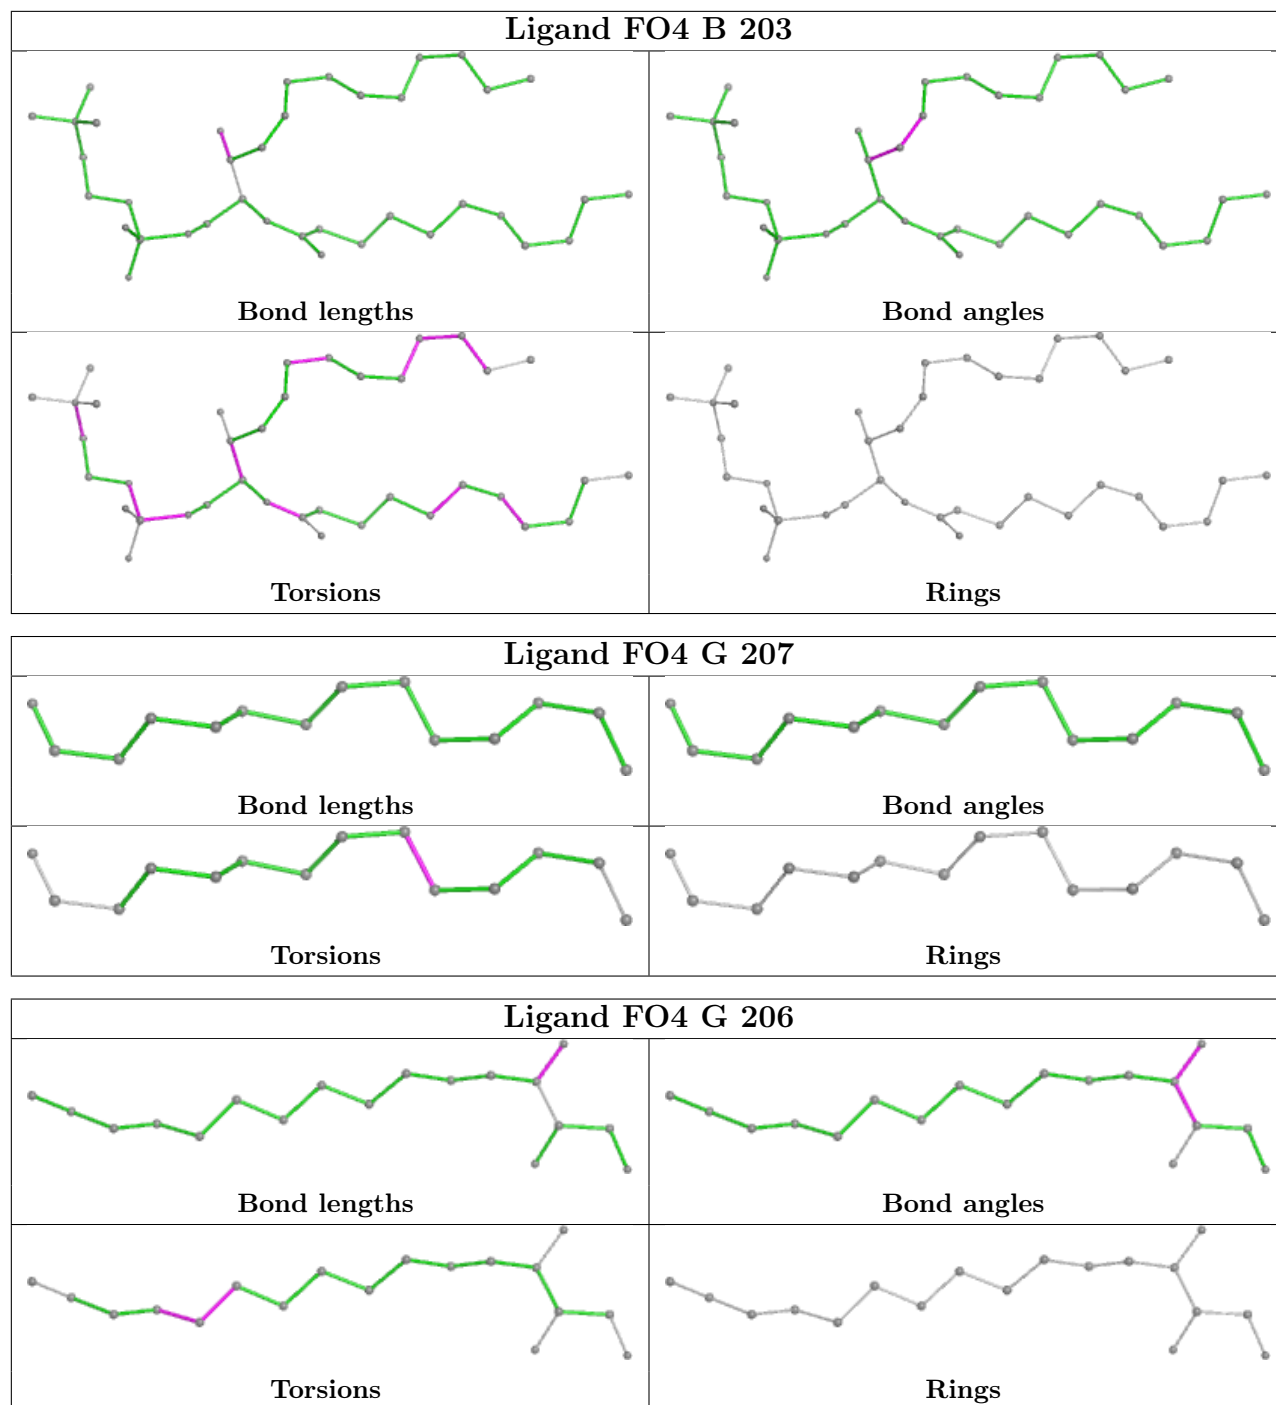 Ligand FO4 B 203
Bond lengths
Bond angles
Torsions
Rings
Ligand FO4 G 207
Bond lengths
Bond angles
Torsions
Rings
Ligand FO4 G 206
Bond lengths
Bond angles
Torsions
Rings